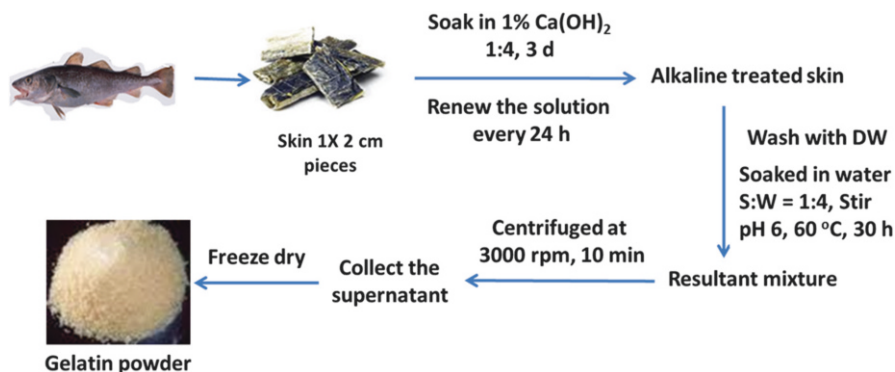 Soak in 1% Ca(OH)₂
1:4, 3 d
Renew the solution
every 24 h
Skin 1X 2 cm
pieces
Alkaline treated skin
Wash with DW
Soaked in water
S:W = 1:4, Stir
pH 6, 60 °C, 30 h
Resultant mixture
Centrifuged at
3000 rpm, 10 min
Collect the
supernatant
Freeze dry
Gelatin powder